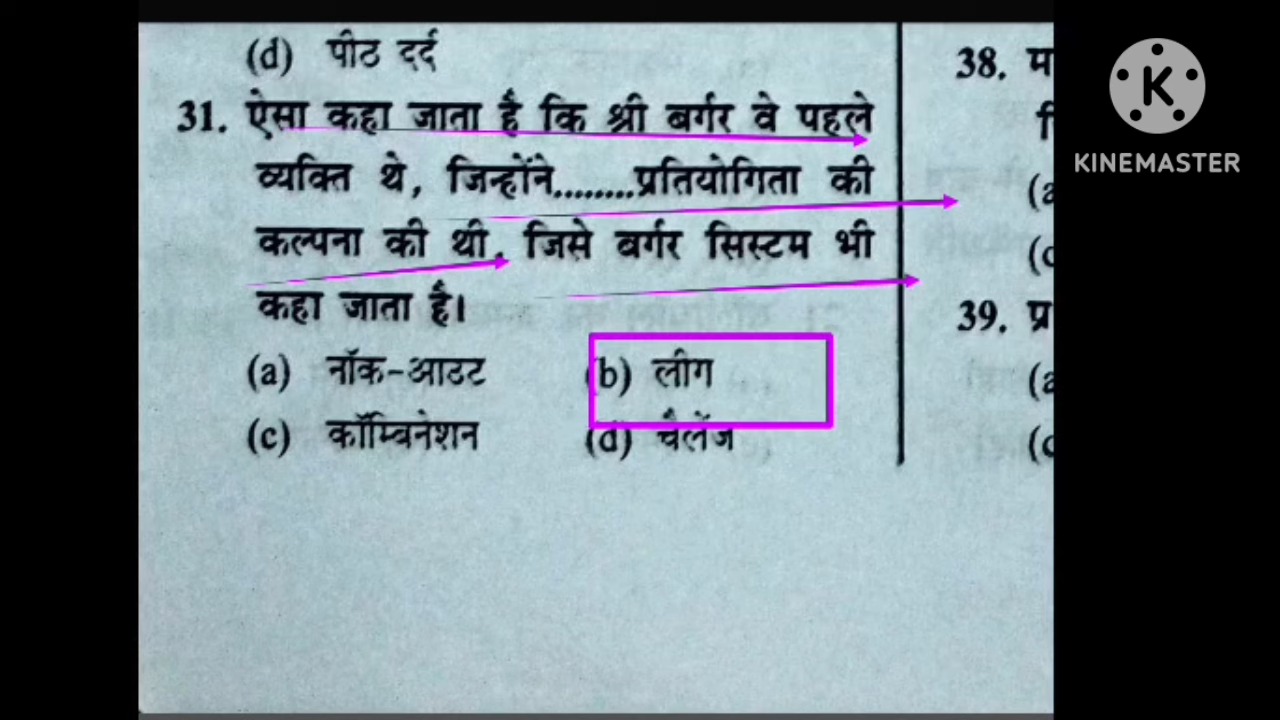 (d) पीठ दर्द
31. ऐसा कहा जाता है कि श्री बर्गर वे पहले
व्यक्ति थे, जिन्होंने........प्रतियोगिता की
कल्पना की थी, जिसे बर्गर सिस्टम भी
कहा जाता है।
(a) नॉक-आउट (b) लीग
(c) कॉम्बिनेशन (d) चैलेंज
38. म
(a
(c
39. प्र
(a
(c
K
KINEMASTER